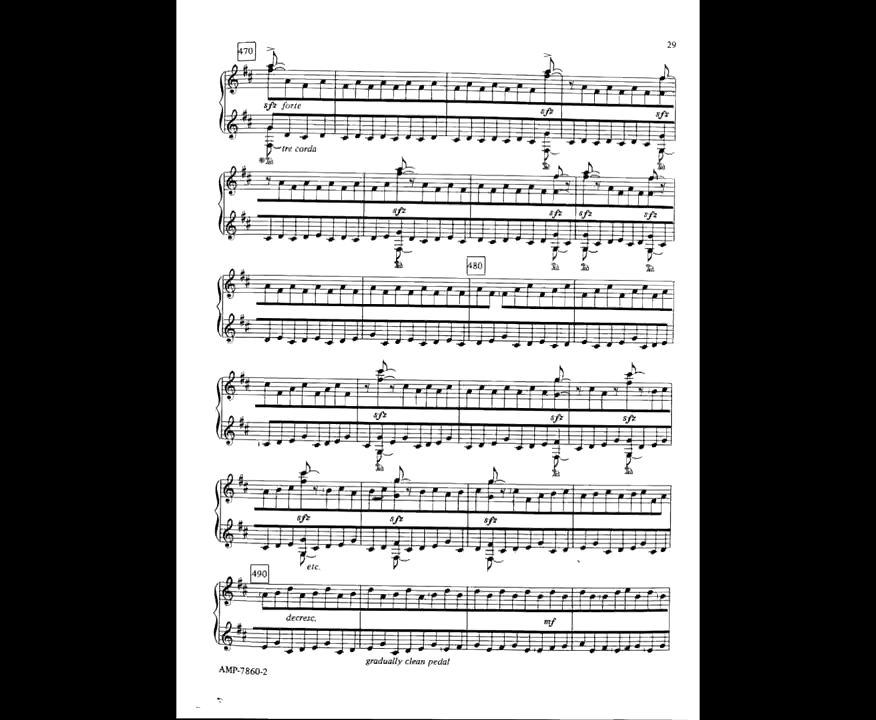 29
470
sfz forte sfz sfz
tre corda
sfz sfz sfz sfz
480
sfz sfz sfz
sfz sfz sfz
etc.
490
decresc. mf
gradually clean pedal
AMP-7860-2